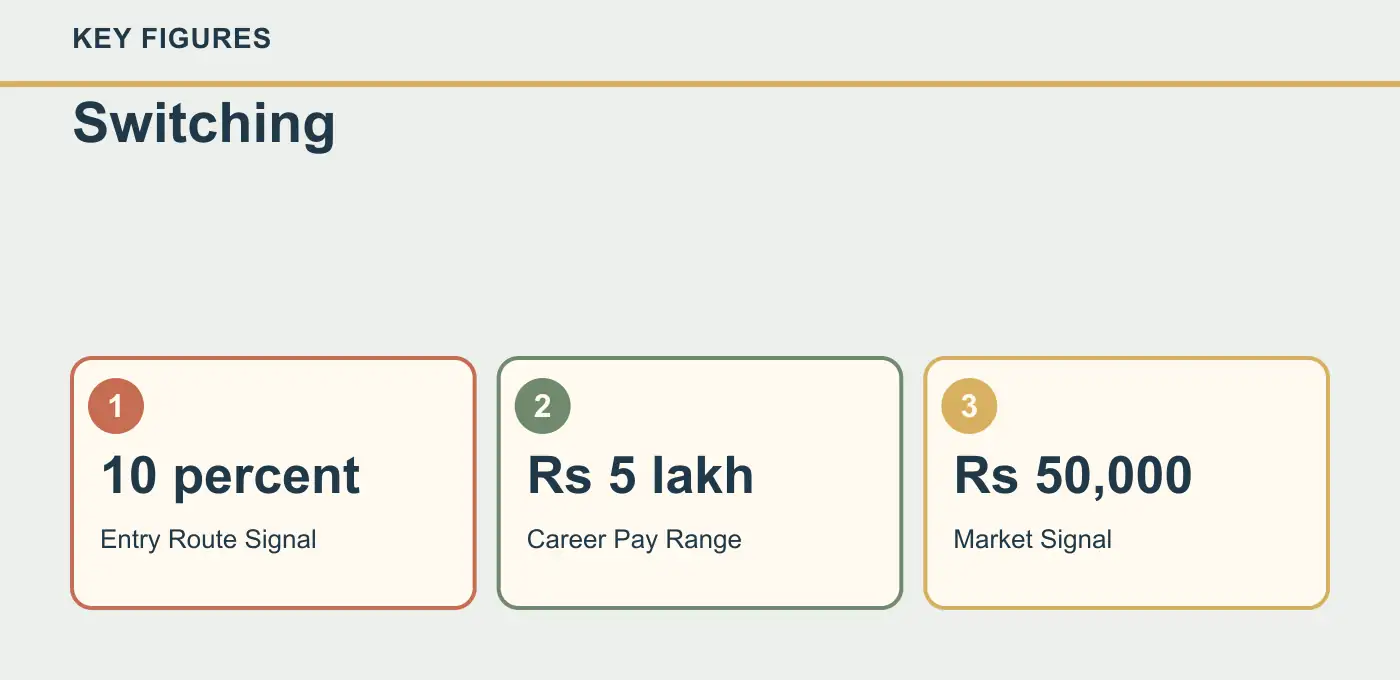 KEY FIGURES
Switching
1
10 percent
Entry Route Signal
2
Rs 5 lakh
Career Pay Range
3
Rs 50,000
Market Signal